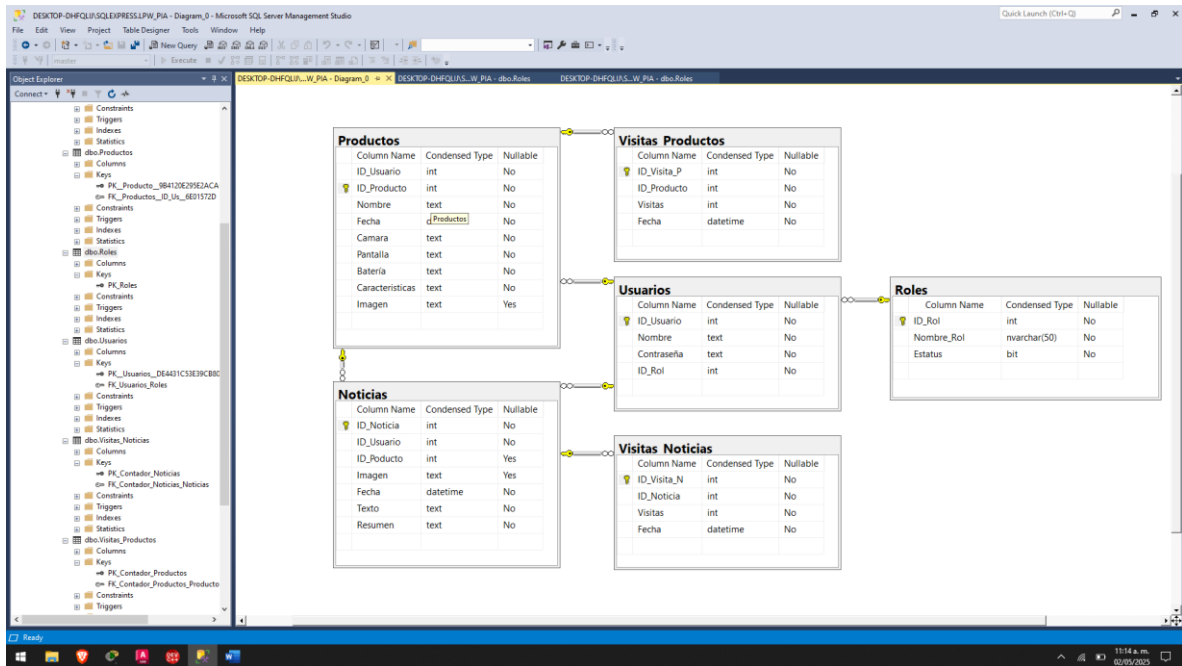 DESKTOP-DHFQLIJ\SQLEXPRESS.LPW_PIA - Diagram_0 - Microsoft SQL Server Management Studio
Quick Launch (Ctrl+Q)
File Edit View Project Table Designer Tools Window Help
New Query
master
Execute
Object Explorer
DESKTOP-DHFQLIJ\...W_PIA - Diagram_0
DESKTOP-DHFQLIJ\S...W_PIA - dbo.Roles
DESKTOP-DHFQLIJ\S...W_PIA - dbo.Roles
Connect
Constraints
Triggers
Indexes
Statistics
dbo.Productos
Columns
Keys
PK__Producto__9B4120E295E2ACA
FK__Productos__ID_Us__6E01572D
Constraints
Triggers
Indexes
Statistics
dbo.Roles
Columns
Keys
PK_Roles
Constraints
Triggers
Indexes
Statistics
dbo.Usuarios
Columns
Keys
PK__Usuarios__DE4431C53E39CB8D
FK_Usuarios_Roles
Constraints
Triggers
Indexes
Statistics
dbo.Visitas_Noticias
Columns
Keys
PK_Contador_Noticias
FK_Contador_Noticias_Noticias
Constraints
Triggers
Indexes
Statistics
dbo.Visitas_Productos
Columns
Keys
PK_Contador_Productos
FK_Contador_Productos_Producto
Constraints
Triggers
Productos
Column Name Condensed Type Nullable
ID_Usuario int No
ID_Producto int No
Nombre text No
Fecha d No
Productos
Camara text No
Pantalla text No
Batería text No
Caracteristicas text No
Imagen text Yes
Visitas_Productos
Column Name Condensed Type Nullable
ID_Visita_P int No
ID_Producto int No
Visitas int No
Fecha datetime No
Usuarios
Column Name Condensed Type Nullable
ID_Usuario int No
Nombre text No
Contraseña text No
ID_Rol int No
Roles
Column Name Condensed Type Nullable
ID_Rol int No
Nombre_Rol nvarchar(50) No
Estatus bit No
Noticias
Column Name Condensed Type Nullable
ID_Noticia int No
ID_Usuario int No
ID_Poducto int Yes
Imagen text Yes
Fecha datetime No
Texto text No
Resumen text No
Visitas_Noticias
Column Name Condensed Type Nullable
ID_Visita_N int No
ID_Noticia int No
Visitas int No
Fecha datetime No
Ready
11:14 a. m.
02/05/2025